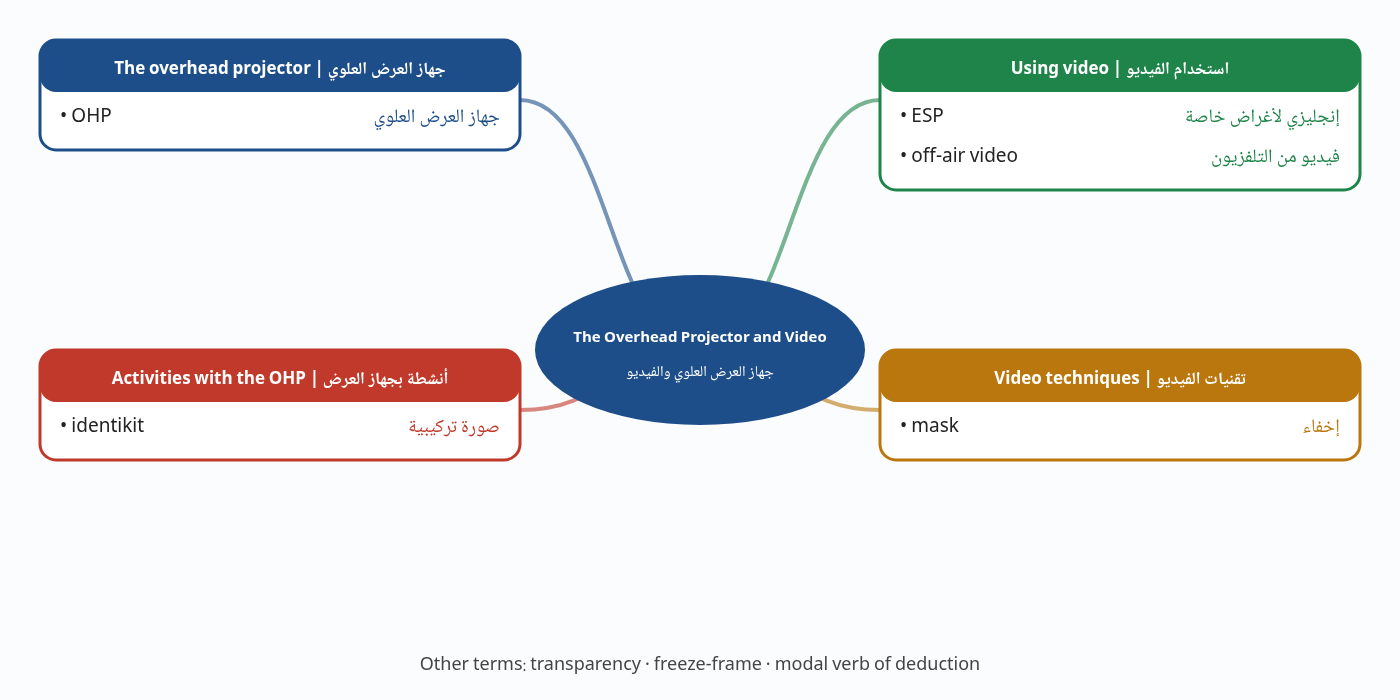 The overhead projector | جهاز العرض العلوي
• OHP جهاز العرض العلوي
Using video | استخدام الفيديو
• ESP إنجليزي لأغراض خاصة
• off-air video فيديو من التلفزيون
The Overhead Projector and Video
جهاز العرض العلوي والفيديو
Activities with the OHP | أنشطة بجهاز العرض
• identikit صورة تركيبية
Video techniques | تقنيات الفيديو
• mask إخفاء
Other terms: transparency · freeze-frame · modal verb of deduction